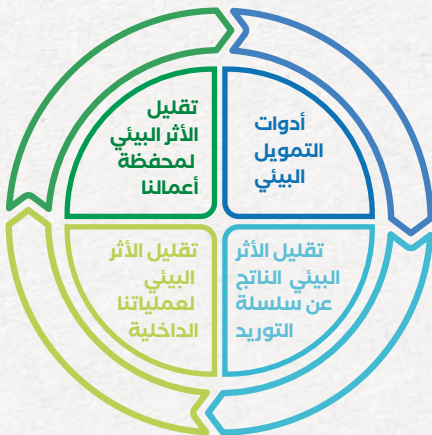 أدوات
التمويل
البيئي
تقليل
الأثر البيئي
لمحفظة
أعمالنا
تقليل الأثر
البيئي الناتج
عن سلسلة
التوريد
تقليل الأثر
البيئي
لعملياتنا
الداخلية